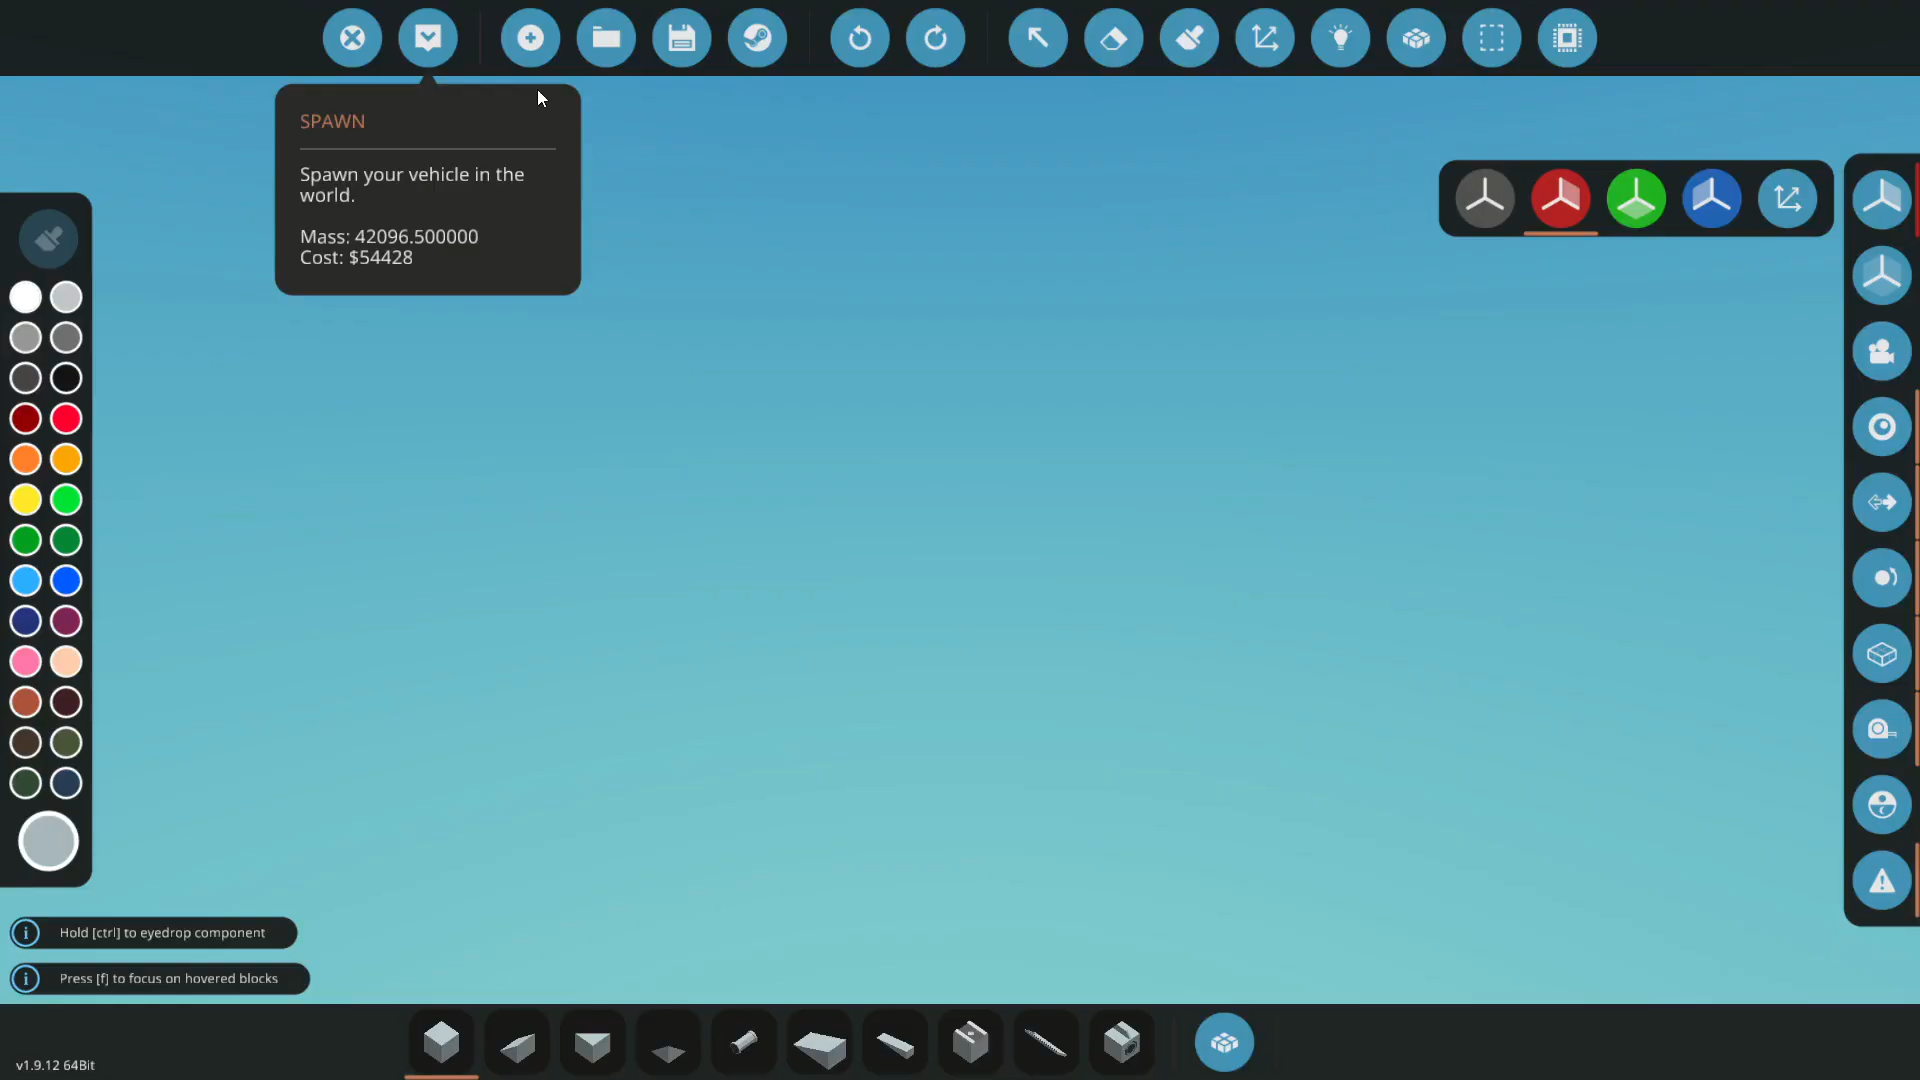 SPAWN
Spawn your vehicle in the
world.
Mass: 42096.500000
Cost: $54428
Hold [ctrl] to eyedrop component
Press [f] to focus on hovered blocks
v1.9.12 64Bit